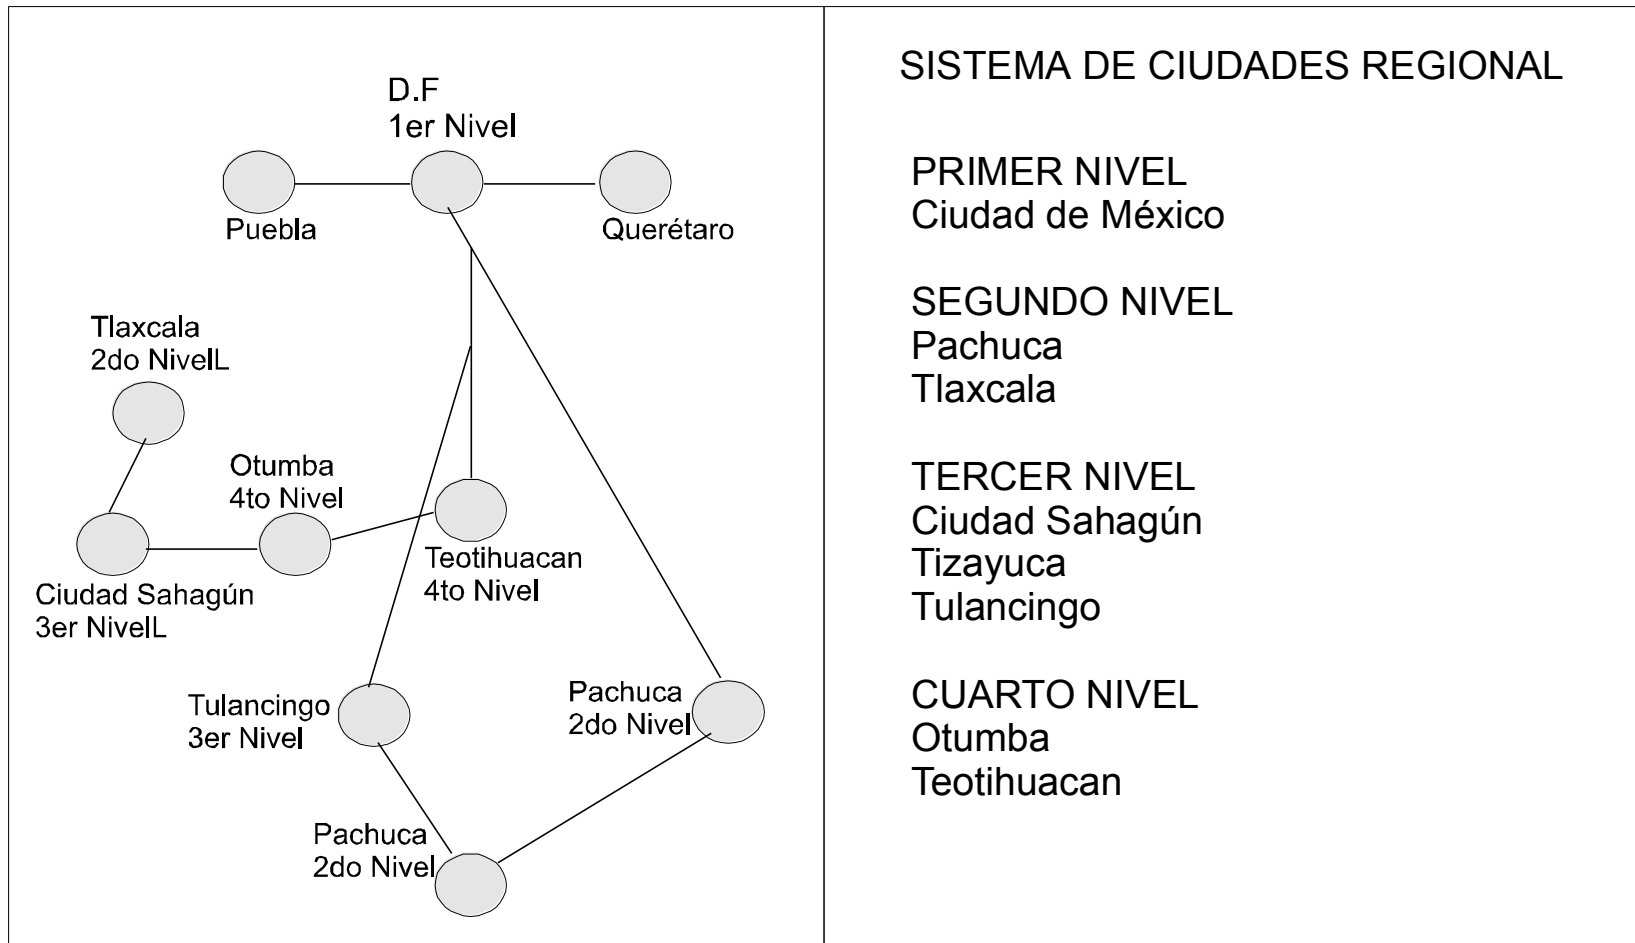 D.F
1er Nivel
Puebla
Querétaro
Tlaxcala
2do NivelL
Otumba
4to Nivel
Teotihuacan
4to Nivel
Ciudad Sahagún
3er NivelL
Tulancingo
3er Nivel
Pachuca
2do Nivel
Pachuca
2do Nivel
SISTEMA DE CIUDADES REGIONAL
PRIMER NIVEL
Ciudad de México
SEGUNDO NIVEL
Pachuca
Tlaxcala
TERCER NIVEL
Ciudad Sahagún
Tizayuca
Tulancingo
CUARTO NIVEL
Otumba
Teotihuacan